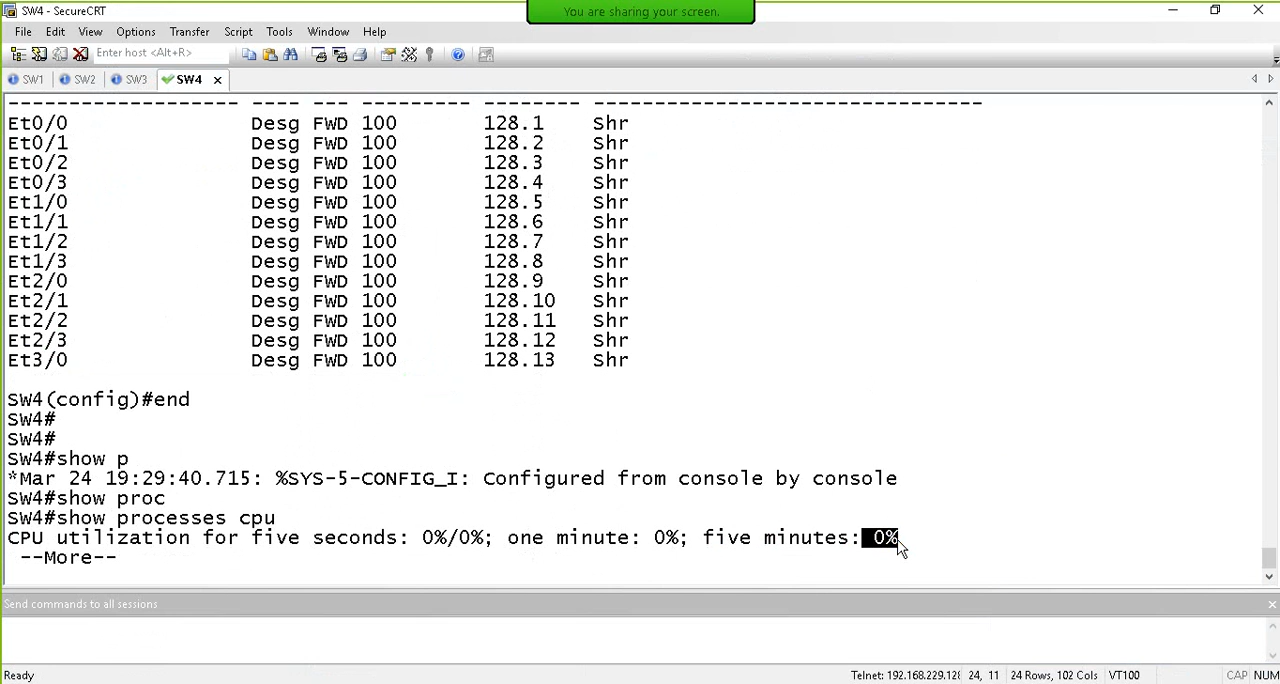 SW4 - SecureCRT
You are sharing your screen.
File Edit View Options Transfer Script Tools Window Help
Enter host <Alt+R>
SW1 SW2 SW3 SW4
------------------- ---- --- --------- -------- --------------------------------
Et0/0 Desg FWD 100 128.1 Shr
Et0/1 Desg FWD 100 128.2 Shr
Et0/2 Desg FWD 100 128.3 Shr
Et0/3 Desg FWD 100 128.4 Shr
Et1/0 Desg FWD 100 128.5 Shr
Et1/1 Desg FWD 100 128.6 Shr
Et1/2 Desg FWD 100 128.7 Shr
Et1/3 Desg FWD 100 128.8 Shr
Et2/0 Desg FWD 100 128.9 Shr
Et2/1 Desg FWD 100 128.10 Shr
Et2/2 Desg FWD 100 128.11 Shr
Et2/3 Desg FWD 100 128.12 Shr
Et3/0 Desg FWD 100 128.13 Shr
SW4(config)#end
SW4#
SW4#
SW4#show p
*Mar 24 19:29:40.715: %SYS-5-CONFIG_I: Configured from console by console
SW4#show proc
SW4#show processes cpu
CPU utilization for five seconds: 0%/0%; one minute: 0%; five minutes: 0%
--More--
Send commands to all sessions
Ready Telnet: 24, 11 24 Rows, 102 Cols VT100 CAP NUM